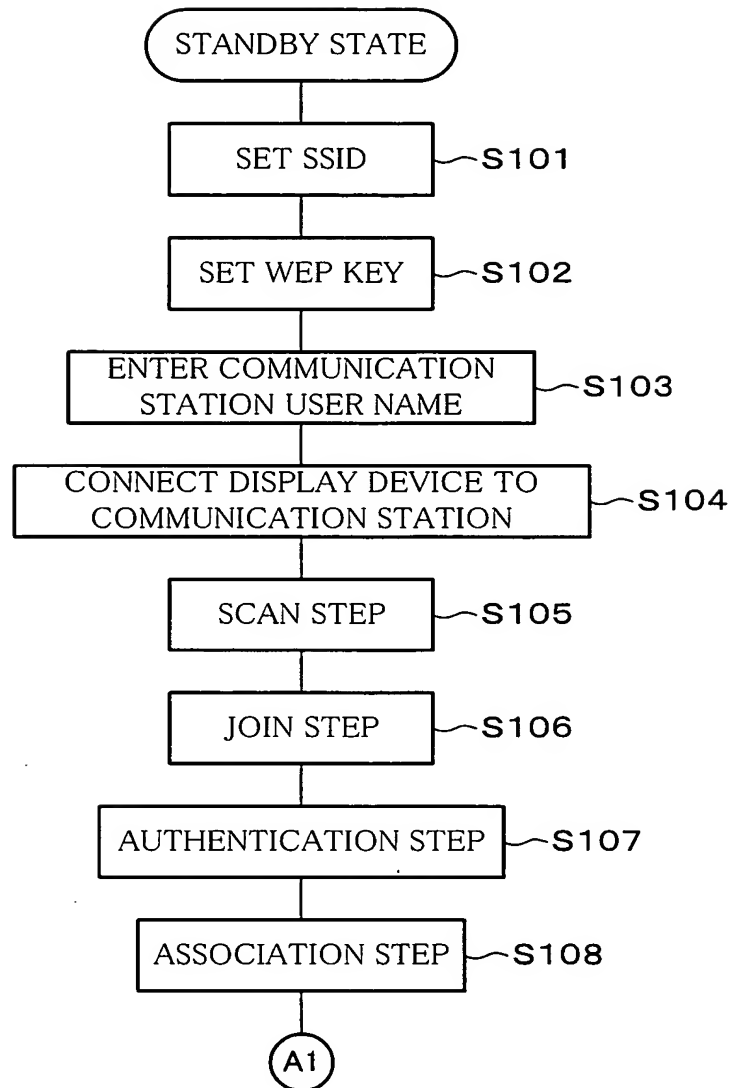 STANDBY STATE
SET SSID
S101
SET WEP KEY
S102
ENTER COMMUNICATION
STATION USER NAME
S103
CONNECT DISPLAY DEVICE TO
COMMUNICATION STATION
S104
SCAN STEP
S105
JOIN STEP
S106
AUTHENTICATION STEP
S107
ASSOCIATION STEP
S108
A1